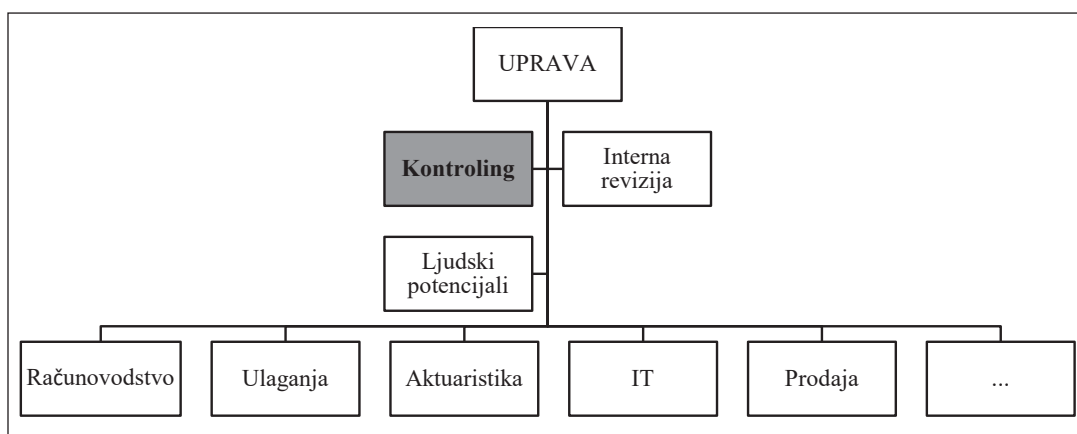 UPRAVA
Kontroling
Interna
revizija
Ljudski
potencijali
Računovodstvo
Ulaganja
Aktuaristika
IT
Prodaja
...